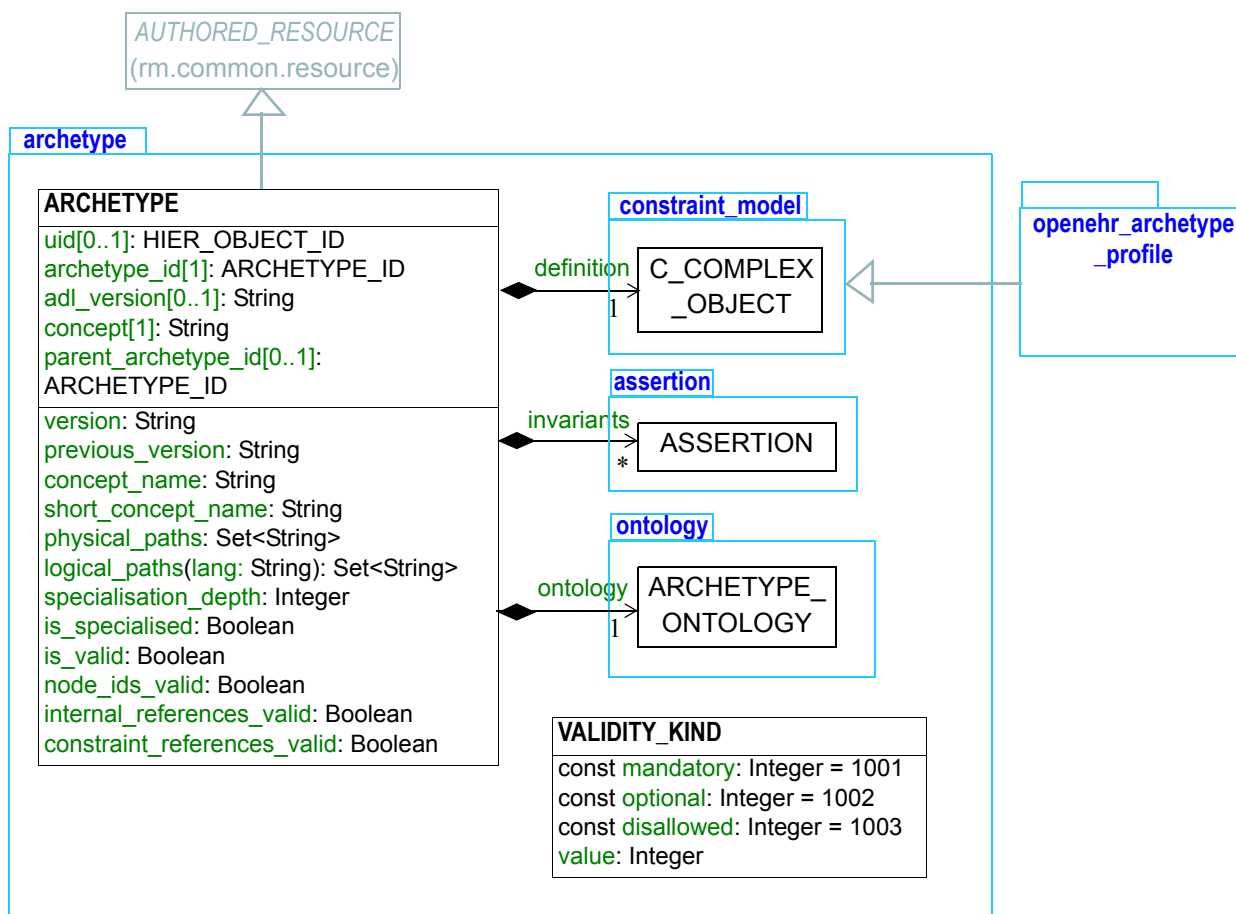 AUTHORED_RESOURCE
(rm.common.resource)
archetype
ARCHETYPE
uid[0..1]: HIER_OBJECT_ID
archetype_id[1]: ARCHETYPE_ID
adl_version[0..1]: String
concept[1]: String
parent_archetype_id[0..1]:
ARCHETYPE_ID
version: String
previous_version: String
concept_name: String
short_concept_name: String
physical_paths: Set<String>
logical_paths(lang: String): Set<String>
specialisation_depth: Integer
is_specialised: Boolean
is_valid: Boolean
node_ids_valid: Boolean
internal_references_valid: Boolean
constraint_references_valid: Boolean
definition
1
constraint_model
C_COMPLEX
_OBJECT
openehr_archetype
_profile
invariants
*
assertion
ASSERTION
ontology
1
ontology
ARCHETYPE_
ONTOLOGY
VALIDITY_KIND
const mandatory: Integer = 1001
const optional: Integer = 1002
const disallowed: Integer = 1003
value: Integer